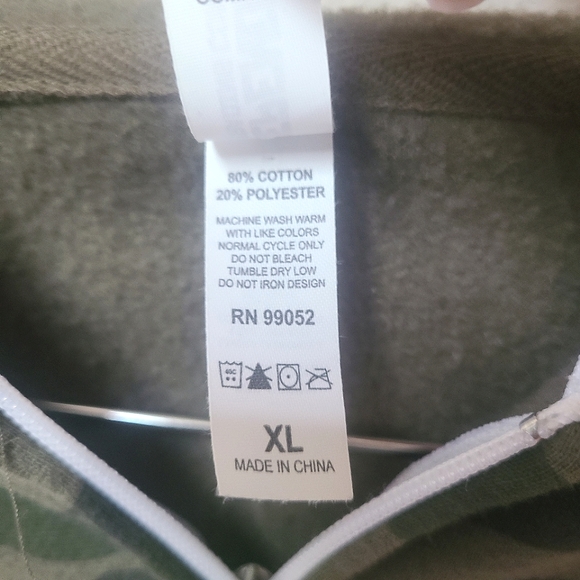 80% COTTON
20% POLYESTER
MACHINE WASH WARM
WITH LIKE COLORS
NORMAL CYCLE ONLY
DO NOT BLEACH
TUMBLE DRY LOW
DO NOT IRON DESIGN
RN 99052
40C
XL
MADE IN CHINA